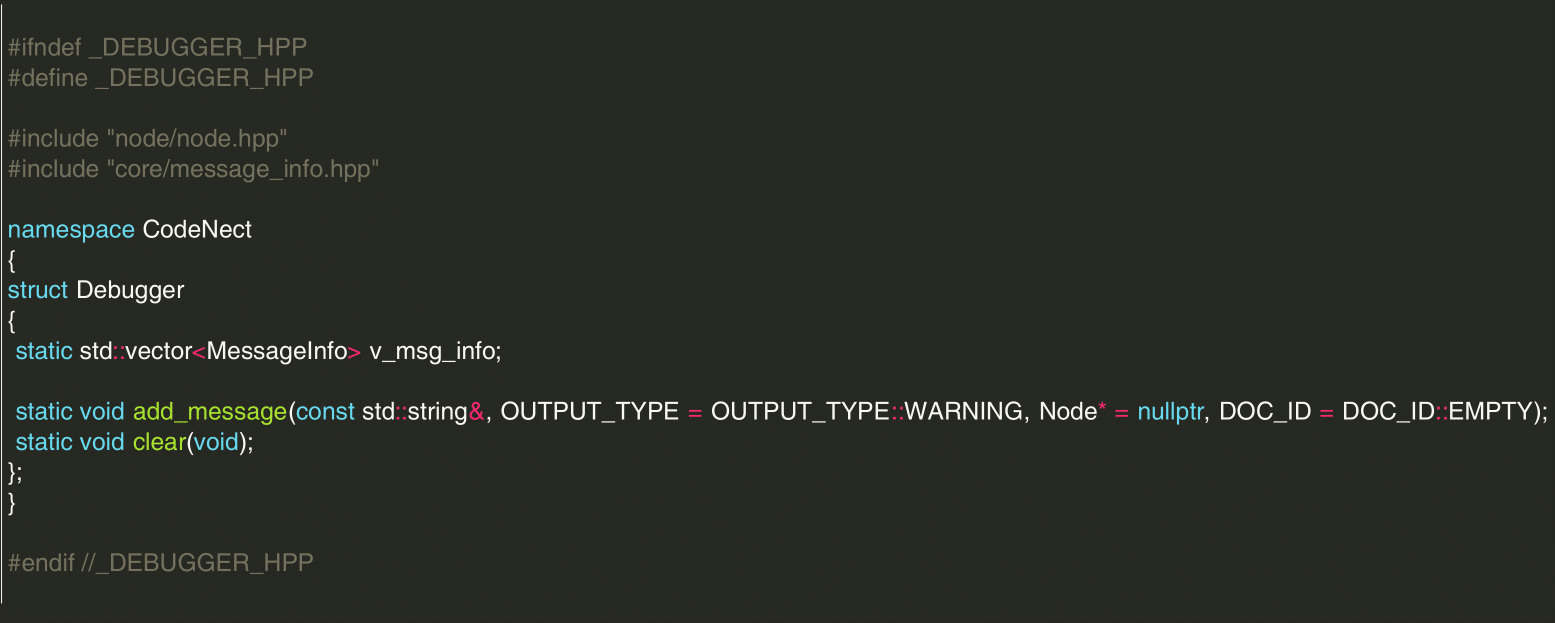 #ifndef _DEBUGGER_HPP
#define _DEBUGGER_HPP
#include "node/node.hpp"
#include "core/message_info.hpp"
namespace CodeNect
{
struct Debugger
{
static std::vector<MessageInfo> v_msg_info;
static void add_message(const std::string&, OUTPUT_TYPE = OUTPUT_TYPE::WARNING, Node* = nullptr, DOC_ID = DOC_ID::EMPTY);
static void clear(void);
};
}
#endif //_DEBUGGER_HPP